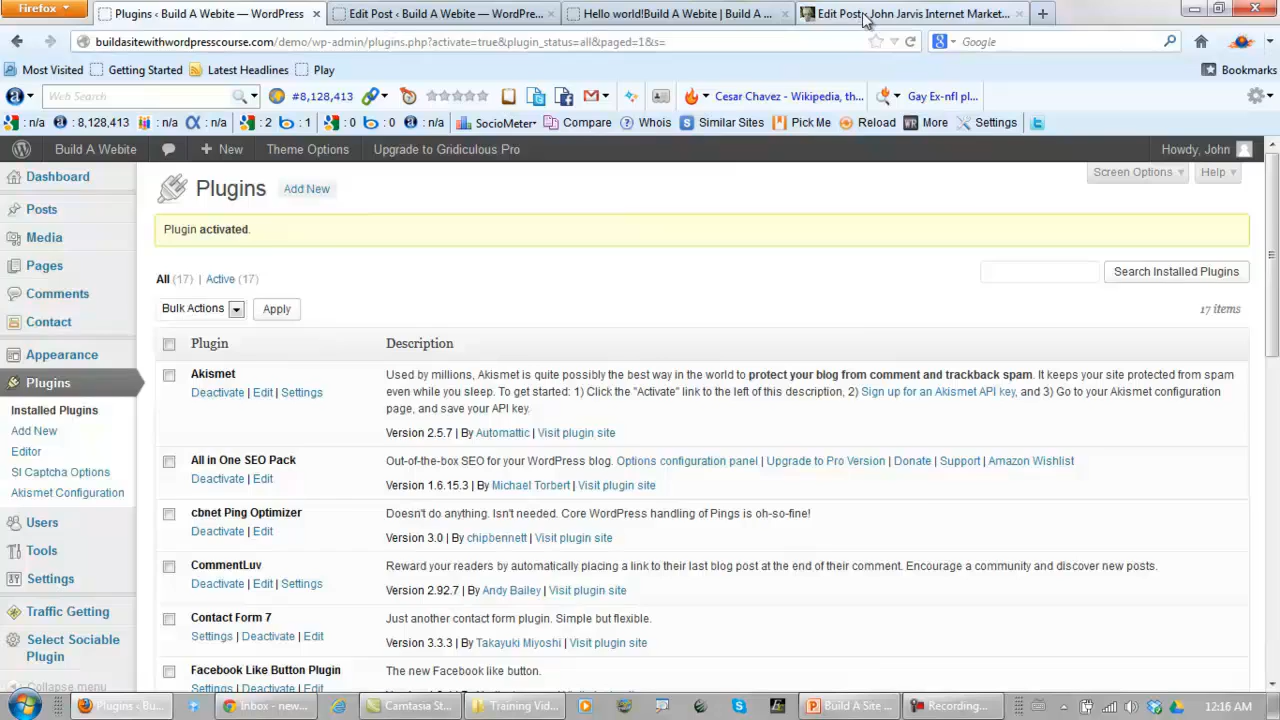 Firefox
Plugins ‹ Build A Webite — WordPress
Edit Post ‹ Build A Webite — WordPre...
Hello world!Build A Webite | Build A ...
Edit Post ‹ John Jarvis Internet Market...
buildasitewithwordpresscourse.com/demo/wp-admin/plugins.php?activate=true&plugin_status=all&paged=1&s=
Google
Most Visited Getting Started Latest Headlines Play
Bookmarks
Web Search
#8,128,413
Cesar Chavez - Wikipedia, th...
Gay Ex-nfl pl...
: n/a : 8,128,413 : n/a : n/a : 2 : 1 : 0 : 0 : n/a SocioMeter Compare Whois Similar Sites Pick Me Reload More Settings
Build A Webite + New Theme Options Upgrade to Gridiculous Pro Howdy, John
Dashboard
Posts
Media
Pages
Comments
Contact
Appearance
Plugins
Installed Plugins
Add New
Editor
SI Captcha Options
Akismet Configuration
Users
Tools
Settings
Traffic Getting
Select Sociable
Plugin
Collapse menu
Screen Options Help
Plugins Add New
Plugin activated.
All (17) | Active (17)
Search Installed Plugins
Bulk Actions Apply
17 items
Plugin Description
Akismet
Deactivate | Edit | Settings
Used by millions, Akismet is quite possibly the best way in the world to protect your blog from comment and trackback spam. It keeps your site protected from spam
even while you sleep. To get started: 1) Click the "Activate" link to the left of this description, 2) Sign up for an Akismet API key, and 3) Go to your Akismet configuration
page, and save your API key.
Version 2.5.7 | By Automattic | Visit plugin site
All in One SEO Pack
Deactivate | Edit
Out-of-the-box SEO for your WordPress blog. Options configuration panel | Upgrade to Pro Version | Donate | Support | Amazon Wishlist
Version 1.6.15.3 | By Michael Torbert | Visit plugin site
cbnet Ping Optimizer
Deactivate | Edit
Doesn't do anything. Isn't needed. Core WordPress handling of Pings is oh-so-fine!
Version 3.0 | By chipbennett | Visit plugin site
CommentLuv
Deactivate | Edit | Settings
Reward your readers by automatically placing a link to their last blog post at the end of their comment. Encourage a community and discover new posts.
Version 2.92.7 | By Andy Bailey | Visit plugin site
Contact Form 7
Settings | Deactivate | Edit
Just another contact form plugin. Simple but flexible.
Version 3.3.3 | By Takayuki Miyoshi | Visit plugin site
Facebook Like Button Plugin
Settings | Deactivate | Edit
The new Facebook like button.
Plugins ‹ Bu...
Inbox - new...
Camtasia St...
Training Vid...
Build A Site ...
Recording...
12:16 AM